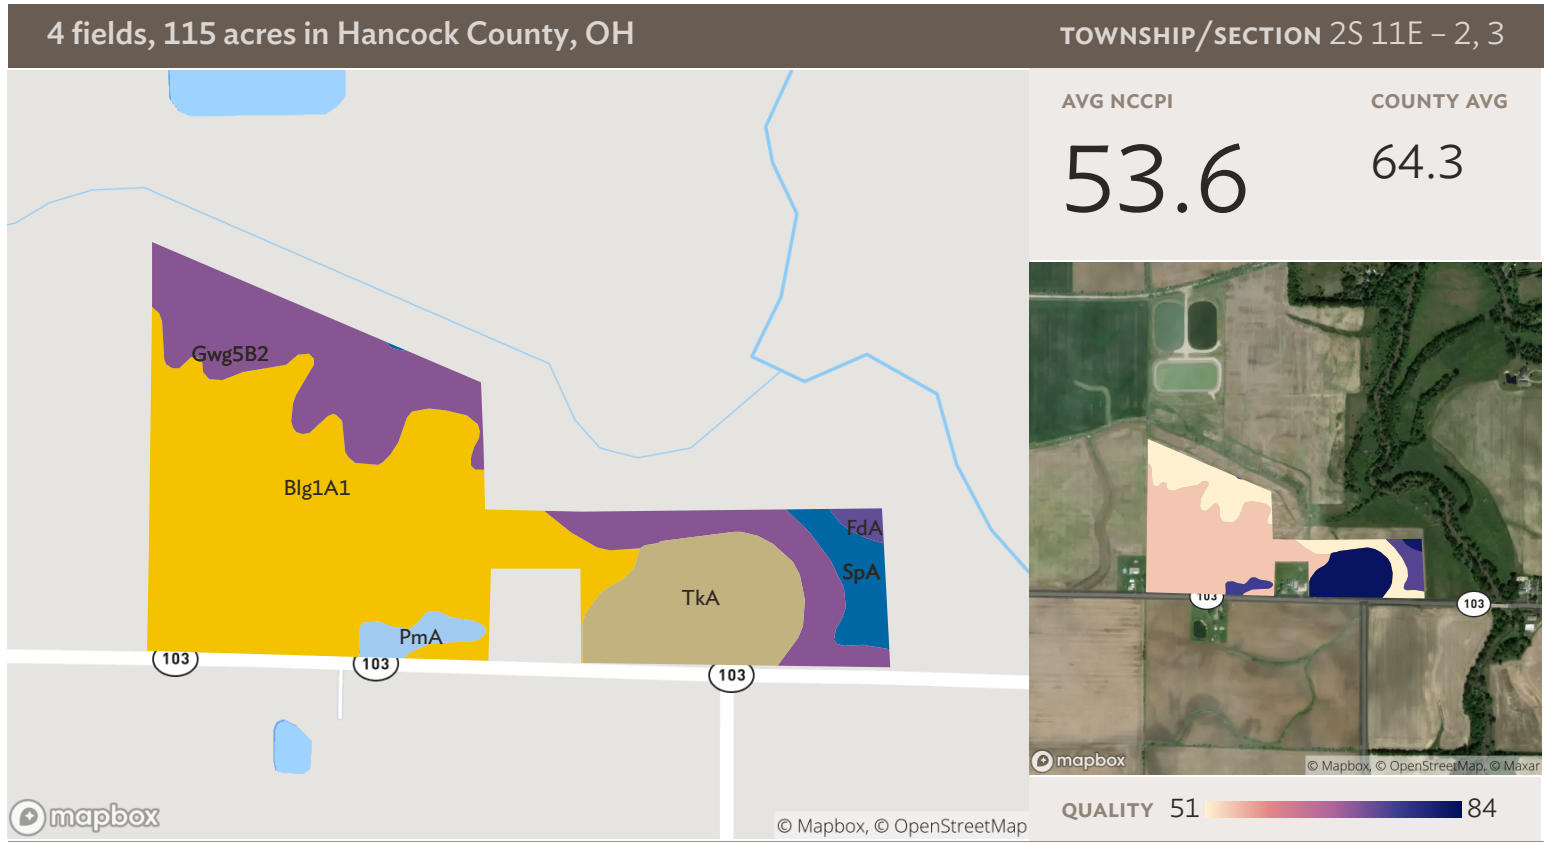 4 fields, 115 acres in Hancock County, OH
TOWNSHIP/SECTION 2S 11E – 2, 3
AVG NCCPI
COUNTY AVG
53.6
64.3
Gwg5B2
Blg1A1
FdA
SpA
TkA
PmA
103
103
103
mapbox
© Mapbox, © OpenStreetMap
103
103
mapbox
© Mapbox, © OpenStreetMap, © Maxar
QUALITY 51 84